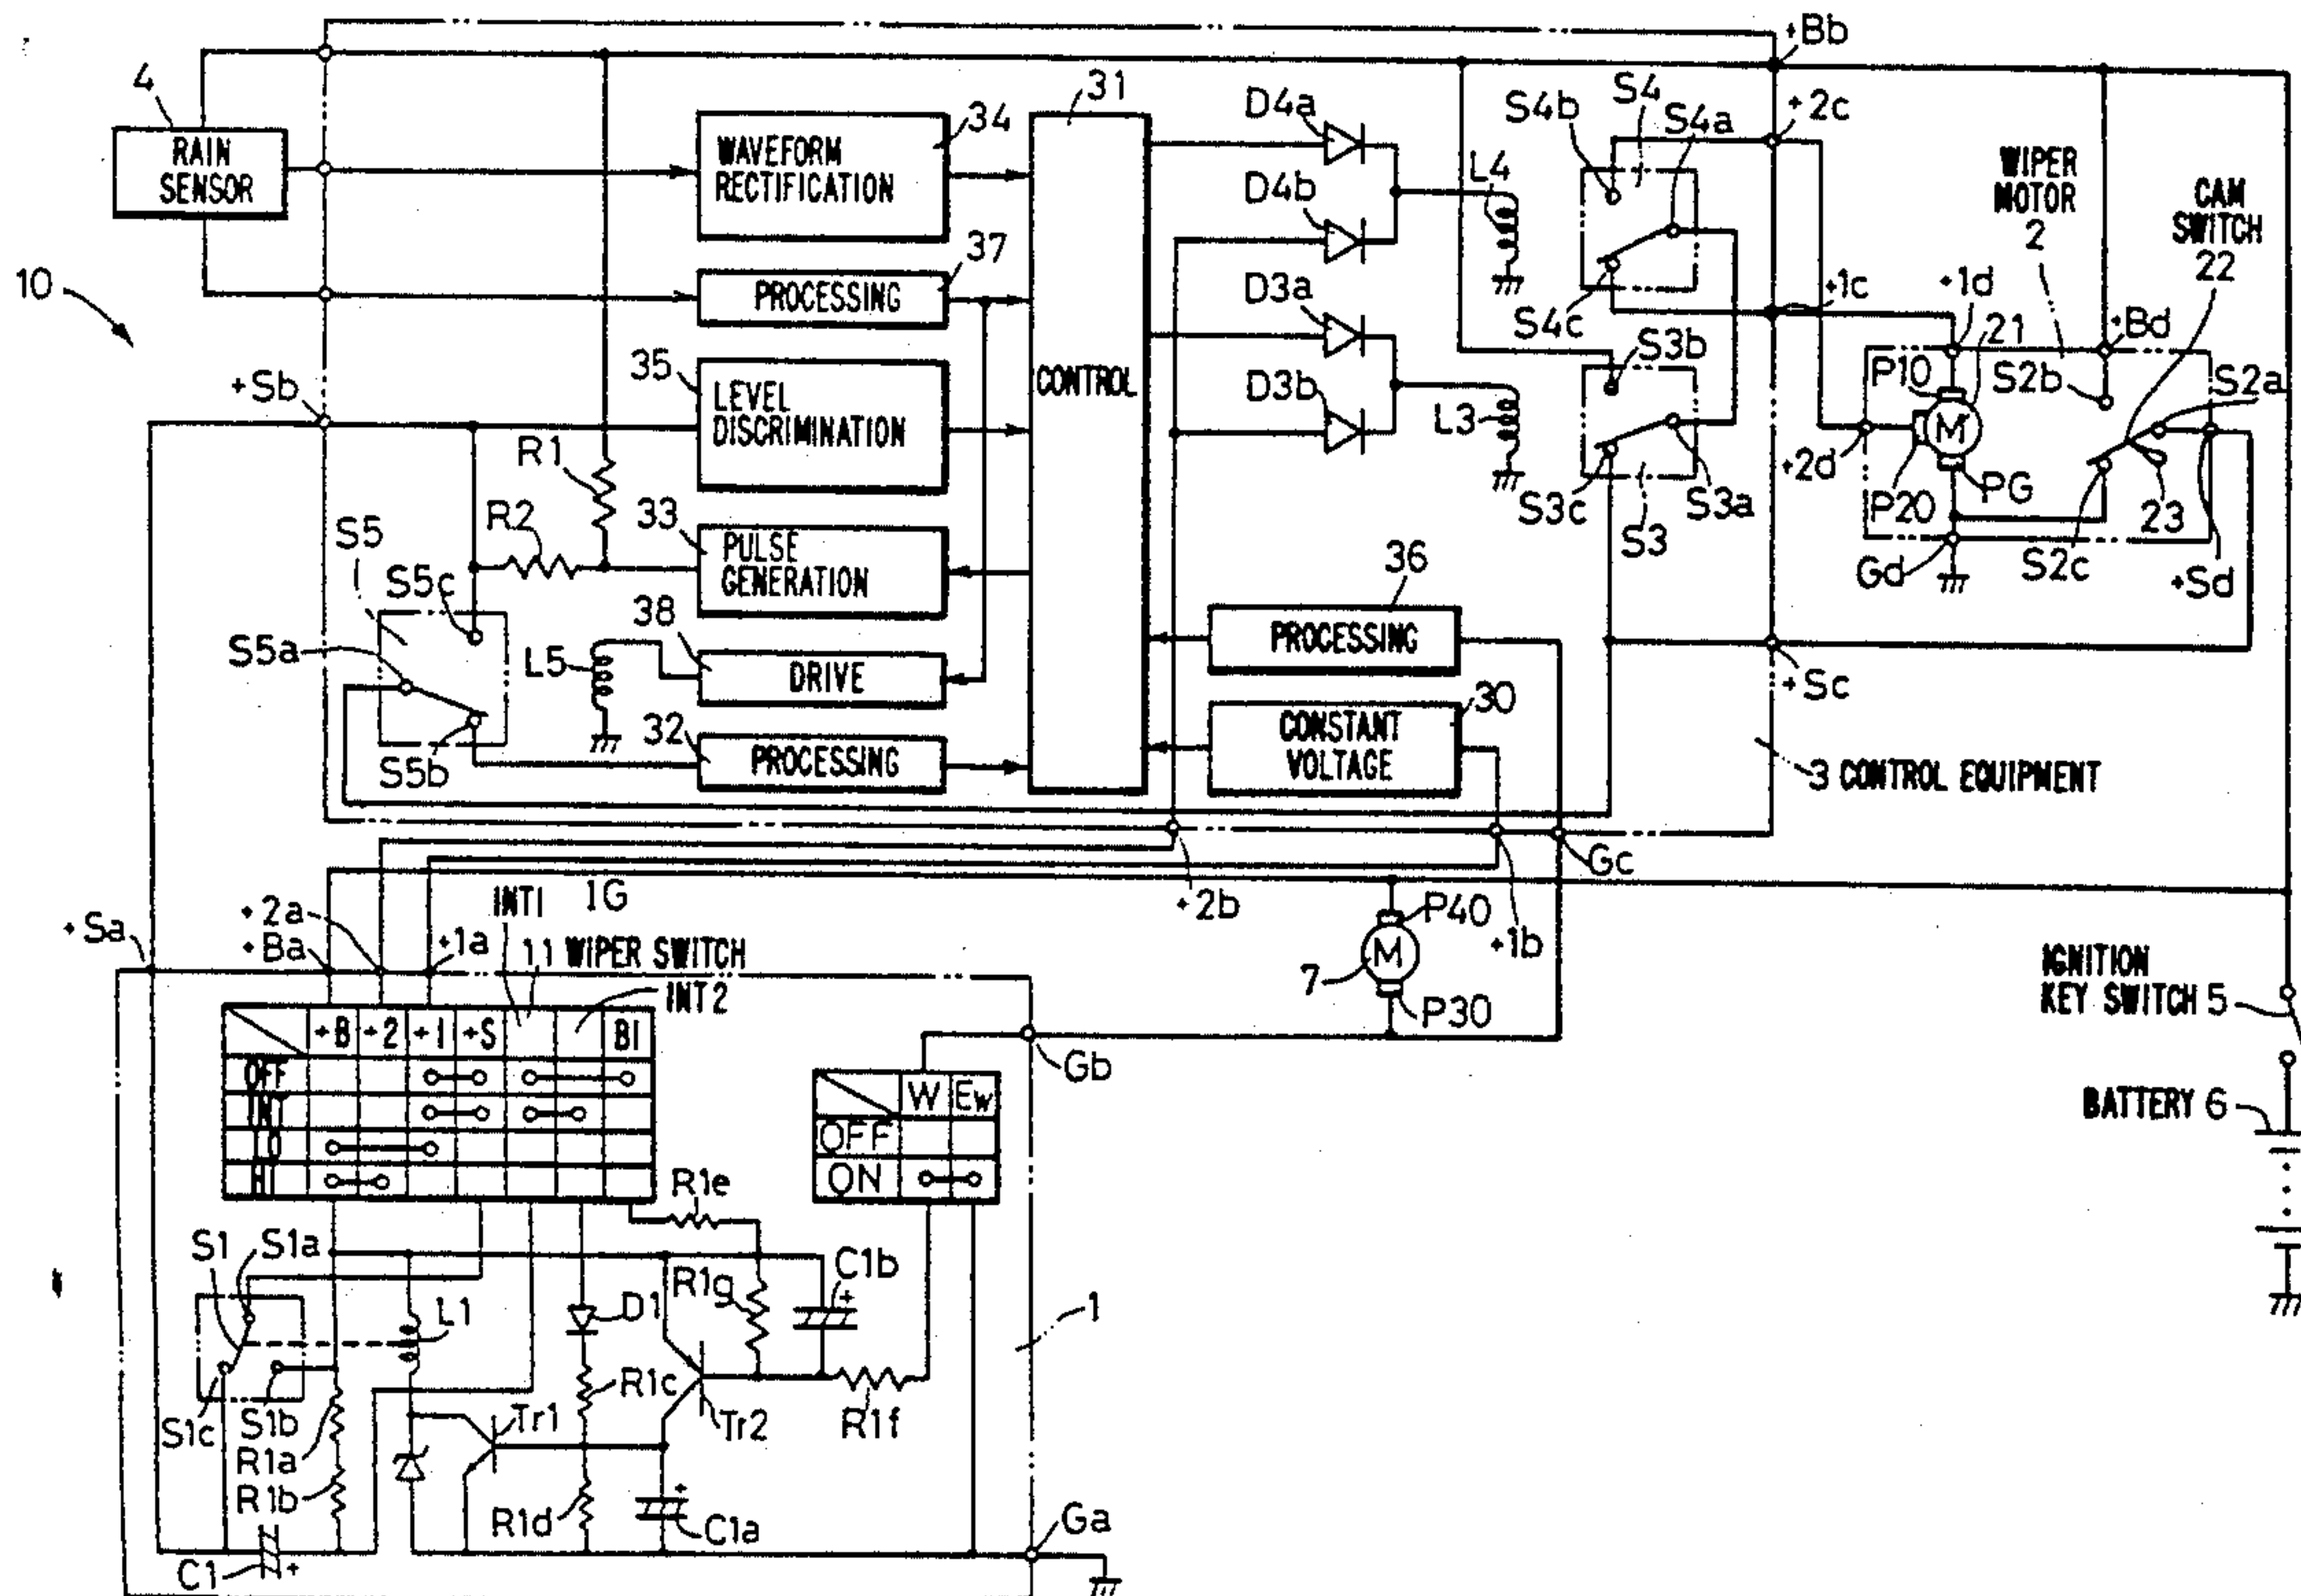 +Bb
4
31
34
D4a
S4b
S4
S4a
+2c
RAIN
SENSOR
WAVEFORM
RECTIFICATION
L4
WIPER
MOTOR
2
CAM
SWITCH
22
D4b
10
37
PROCESSING
D3a
S4c
+1c
+1d
21
+Bd
35
+Sb
LEVEL
DISCRIMINATION
CONTROL
S3b
P10
S2b
S2a
D3b
L3
M
R1
+2d
P20
PG
S3c
S3a
S3
23
R2
33
PULSE
GENERATION
S5
S5c
36
Gd
S2c
+Sd
38
PROCESSING
S5a
L5
DRIVE
+Sc
30
32
CONSTANT
VOLTAGE
S5b
PROCESSING
3 CONTROL EQUIPMENT
Gc
INT1
1G
+2b
P40
+2a
+Sa
+Ba
+1a
+1b
11 WIPER SWITCH
M
7
IGNITION
KEY SWITCH 5
INT2
P30
+B +2 +1 +S B1
Gb
OFF
W EW
INT
BATTERY 6
OFF
LO
ON
HI
R1e
S1
S1a
C1b
R1g
+
L1
D1
1
R1c
S1b
Tr1
Tr2
R1f
S1c
R1a
R1b
+
R1d
C1a
Ga
C1
+